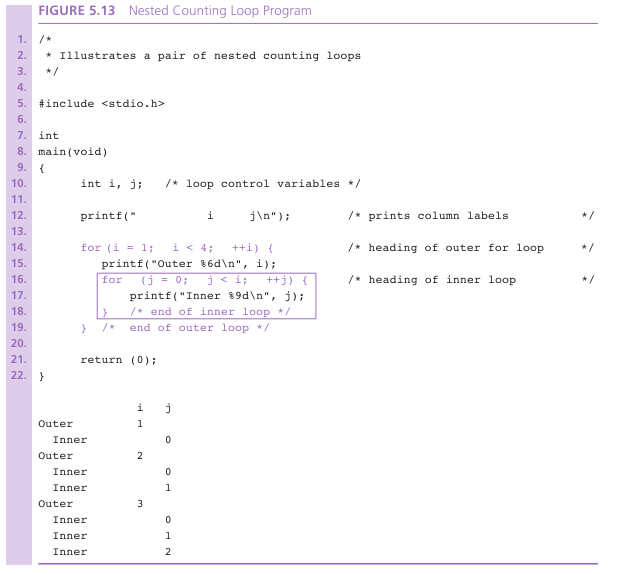 FIGURE 5.13 Nested Counting Loop Program
1. /*
2.  * Illustrates a pair of nested counting loops
3.  */
4.
5. #include <stdio.h>
6.
7. int
8. main(void)
9. {
10.       int i, j;   /* loop control variables */
11.
12.       printf("          i     j\n");        /* prints column labels          */
13.
14.       for (i = 1;  i < 4;  ++i) {           /* heading of outer for loop     */
15.          printf("Outer %6d\n", i);
16.          for  (j = 0;  j < i;  ++j) {       /* heading of inner loop         */
17.              printf("Inner %9d\n", j);
18.          }   /* end of inner loop */
19.       }  /*  end of outer loop */
20.
21.       return (0);
22. }
              i   j
Outer         1
  Inner           0
Outer         2
  Inner           0
  Inner           1
Outer         3
  Inner           0
  Inner           1
  Inner           2